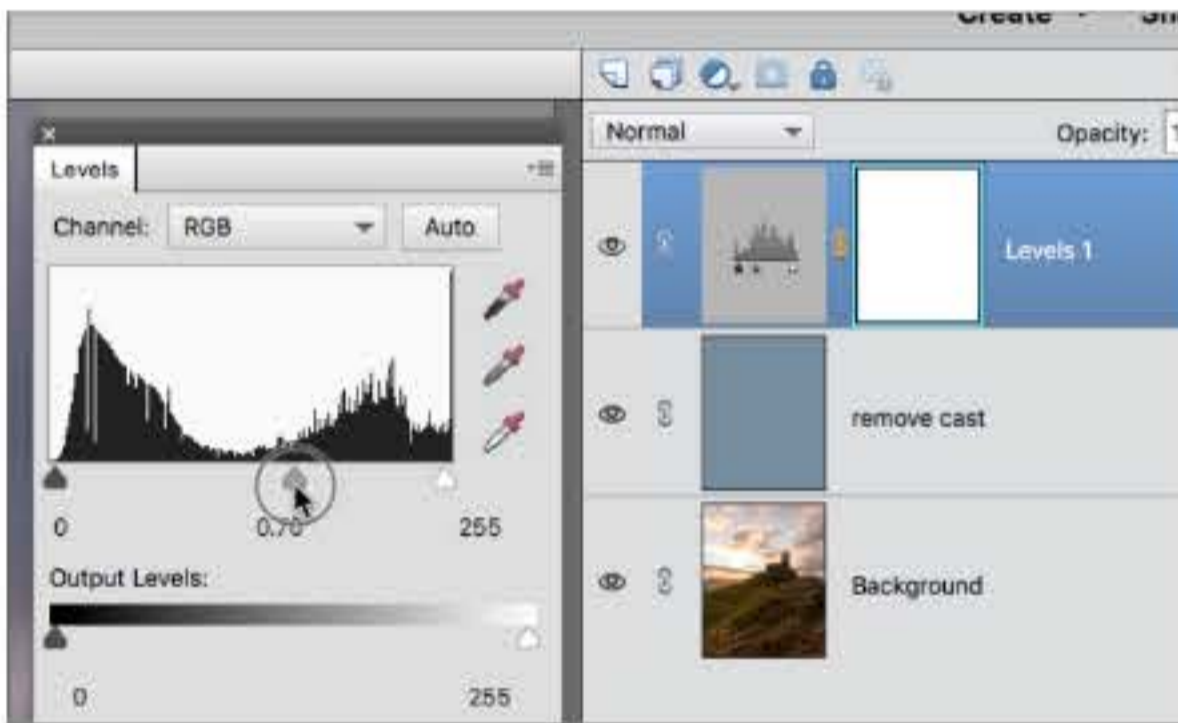 Create
Normal
Opacity:
Levels
Channel: RGB Auto
Levels 1
0 0.70 255
remove cast
Output Levels:
Background
0 255